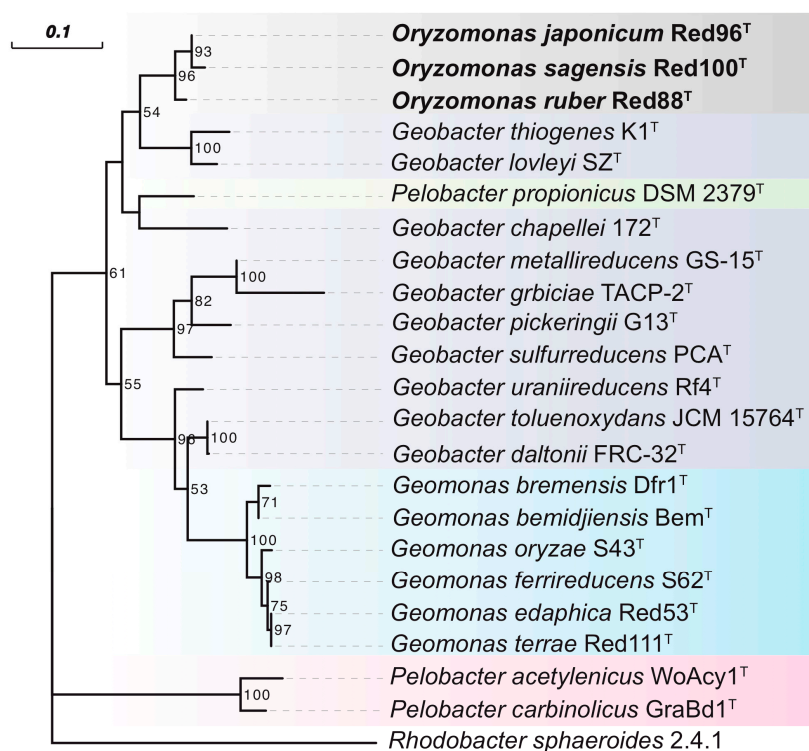 0.1
Oryzomonas japonicum Red96ᵀ
93
Oryzomonas sagensis Red100ᵀ
96
Oryzomonas ruber Red88ᵀ
54
Geobacter thiogenes K1ᵀ
100
Geobacter lovleyi SZᵀ
Pelobacter propionicus DSM 2379ᵀ
Geobacter chapellei 172ᵀ
Geobacter metallireducens GS-15ᵀ
61
100
Geobacter grbiciae TACP-2ᵀ
82
Geobacter pickeringii G13ᵀ
97
Geobacter sulfurreducens PCAᵀ
55
Geobacter uraniireducens Rf4ᵀ
Geobacter toluenoxydans JCM 15764ᵀ
100
Geobacter daltonii FRC-32ᵀ
53
Geomonas bremensis Dfr1ᵀ
71
Geomonas bemidjiensis Bemᵀ
100
Geomonas oryzae S43ᵀ
98
Geomonas ferrireducens S62ᵀ
75
Geomonas edaphica Red53ᵀ
97
Geomonas terrae Red111ᵀ
Pelobacter acetylenicus WoAcy1ᵀ
100
Pelobacter carbinolicus GraBd1ᵀ
Rhodobacter sphaeroides 2.4.1